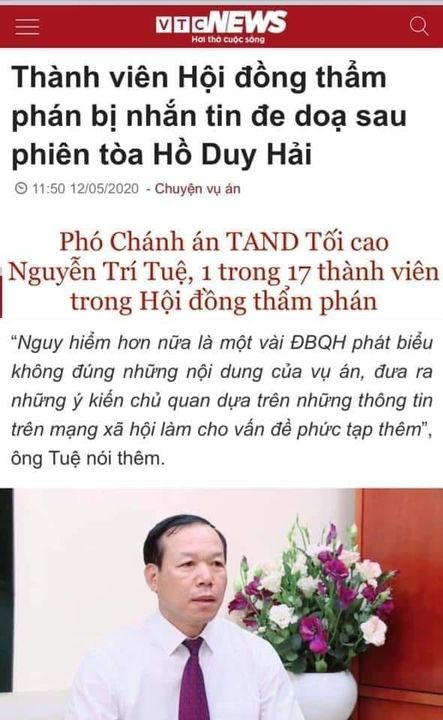 VTC NEWS
Hơi thở cuộc sống
Thành viên Hội đồng thẩm
phán bị nhắn tin đe doạ sau
phiên tòa Hồ Duy Hải
11:50 12/05/2020 - Chuyện vụ án
Phó Chánh án TAND Tối cao
Nguyễn Trí Tuệ, 1 trong 17 thành viên
trong Hội đồng thẩm phán
“Nguy hiểm hơn nữa là một vài ĐBQH phát biểu
không đúng những nội dung của vụ án, đưa ra
những ý kiến chủ quan dựa trên những thông tin
trên mạng xã hội làm cho vấn đề phức tạp thêm”,
ông Tuệ nói thêm.